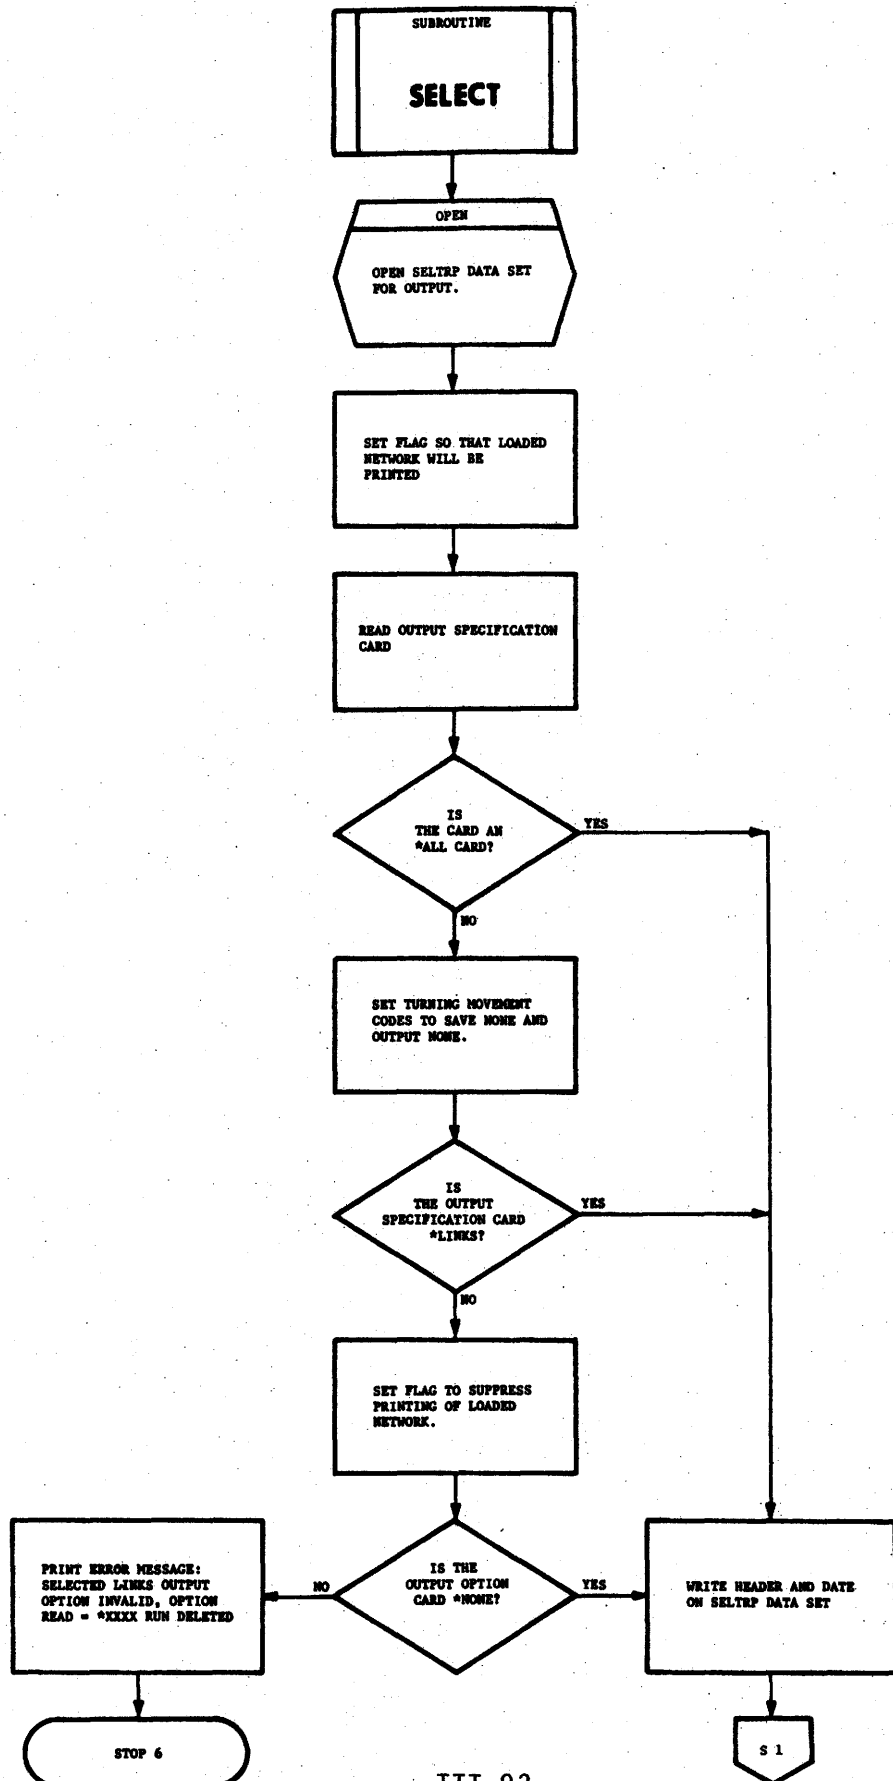 SUBROUTINE
SELECT
OPEN
OPEN SELTRP DATA SET
FOR OUTPUT.
SET FLAG SO THAT LOADED
NETWORK WILL BE
PRINTED
READ OUTPUT SPECIFICATION
CARD
IS
THE CARD AN
*ALL CARD?
YES
NO
SET TURNING MOVEMENT
CODES TO SAVE NONE AND
OUTPUT NONE.
IS
THE OUTPUT
SPECIFICATION CARD
*LINKS?
YES
NO
SET FLAG TO SUPPRESS
PRINTING OF LOADED
NETWORK.
PRINT ERROR MESSAGE:
SELECTED LINKS OUTPUT
OPTION INVALID, OPTION
READ = *XXXX RUN DELETED
NO
IS THE
OUTPUT OPTION
CARD *NONE?
YES
WRITE HEADER AND DATE
ON SELTRP DATA SET
STOP 6
S 1